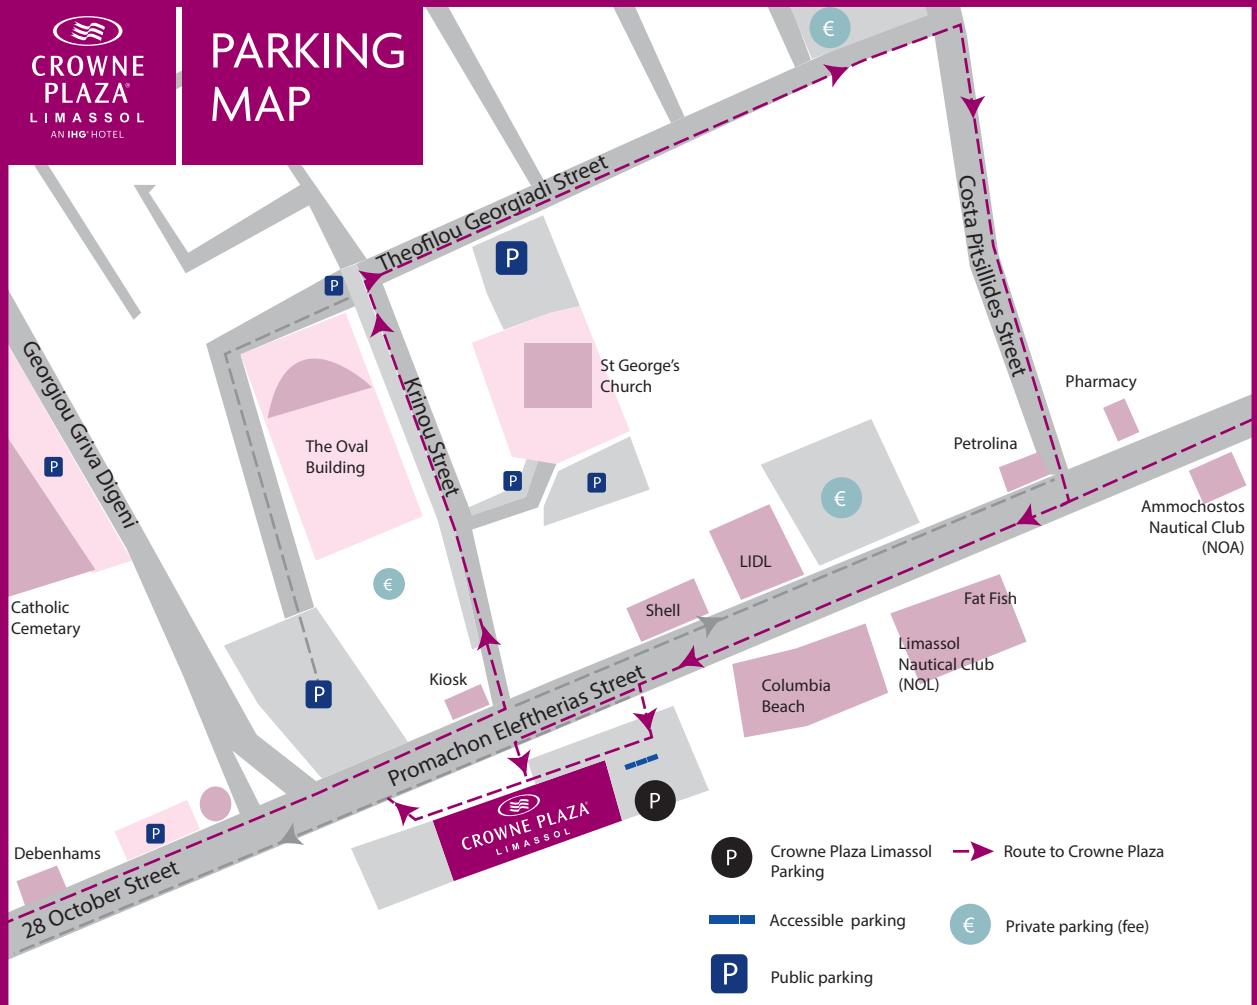 CROWNE
PLAZA
LIMASSOL
AN IHG® HOTEL
PARKING
MAP
€
Theofilou Georgiadi Street
Costa Pitsillides Street
P
P
Georgiou Griva Digeni
Krinou Street
St George's
Church
Pharmacy
The Oval
Building
Petrolina
P
P
P
€
Ammochostos
Nautical Club
(NOA)
LIDL
€
Catholic
Cemetary
Shell
Fat Fish
Limassol
Nautical Club
(NOL)
Kiosk
P
Columbia
Beach
Promachon Eleftherias Street
P
CROWNE PLAZA
LIMASSOL
P
Debenhams
28 October Street
P
Crowne Plaza Limassol
Parking
Route to Crowne Plaza
Accessible parking
€
Private parking (fee)
P
Public parking